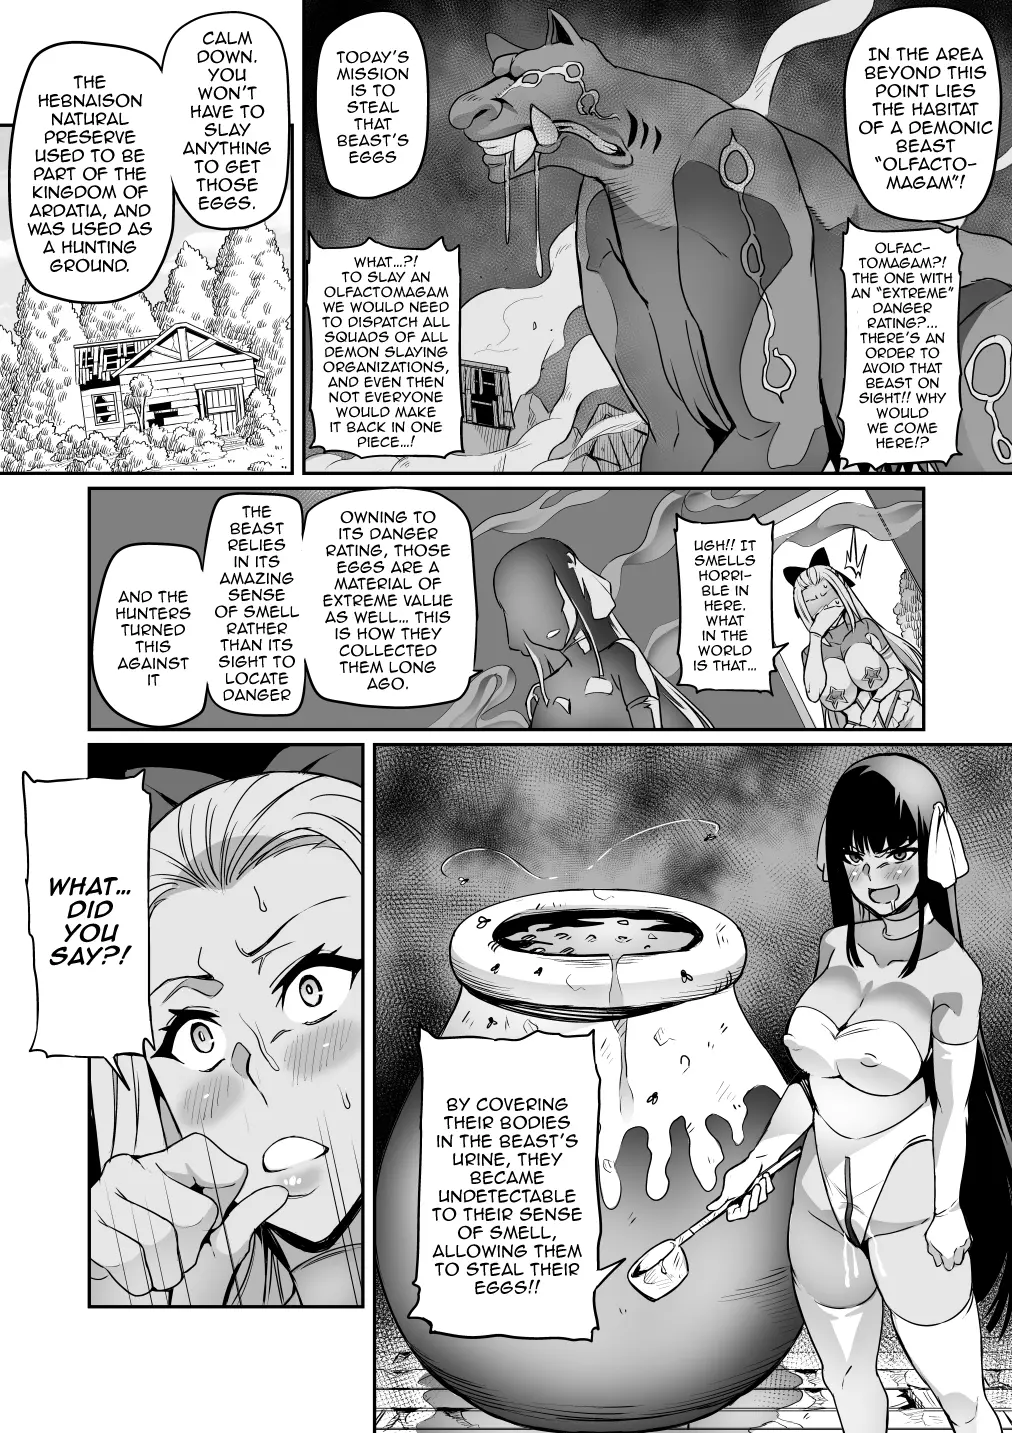 IN THE AREA
BEYOND THIS
POINT LIES
THE HABITAT
OF A DEMONIC
BEAST
"OLFACTO-
MAGAM"!
OLFAC-
TOMAGAM?!
THE ONE WITH
AN "EXTREME"
DANGER
RATING?...
THERE'S AN
ORDER TO
AVOID THAT
BEAST ON
SIGHT!! WHY
WOULD
WE COME
HERE!?
TODAY'S
MISSION
IS TO
STEAL
THAT
BEAST'S
EGGS
WHAT...?!
TO SLAY AN
OLFACTOMAGAM
WE WOULD NEED
TO DISPATCH ALL
SQUADS OF ALL
DEMON SLAYING
ORGANIZATIONS,
AND EVEN THEN
NOT EVERYONE
WOULD MAKE
IT BACK IN ONE
PIECE...!
CALM
DOWN.
YOU
WON'T
HAVE TO
SLAY
ANYTHING
TO GET
THOSE
EGGS.
THE
HEBNAISON
NATURAL
PRESERVE
USED TO BE
PART OF THE
KINGDOM OF
ARDATIA, AND
WAS USED AS
A HUNTING
GROUND.
UGH!! IT
SMELLS
HORRI-
BLE IN
HERE.
WHAT
IN THE
WORLD
IS THAT...
OWNING TO
ITS DANGER
RATING, THOSE
EGGS ARE A
MATERIAL OF
EXTREME VALUE
AS WELL... THIS
IS HOW THEY
COLLECTED
THEM LONG
AGO.
THE
BEAST
RELIES
IN ITS
AMAZING
SENSE
OF SMELL
RATHER
THAN ITS
SIGHT TO
LOCATE
DANGER
AND THE
HUNTERS
TURNED
THIS
AGAINST
IT
BY COVERING
THEIR BODIES
IN THE BEAST'S
URINE, THEY
BECAME
UNDETECTABLE
TO THEIR SENSE
OF SMELL,
ALLOWING THEM
TO STEAL THEIR
EGGS!!
WHAT...
DID
YOU
SAY?!